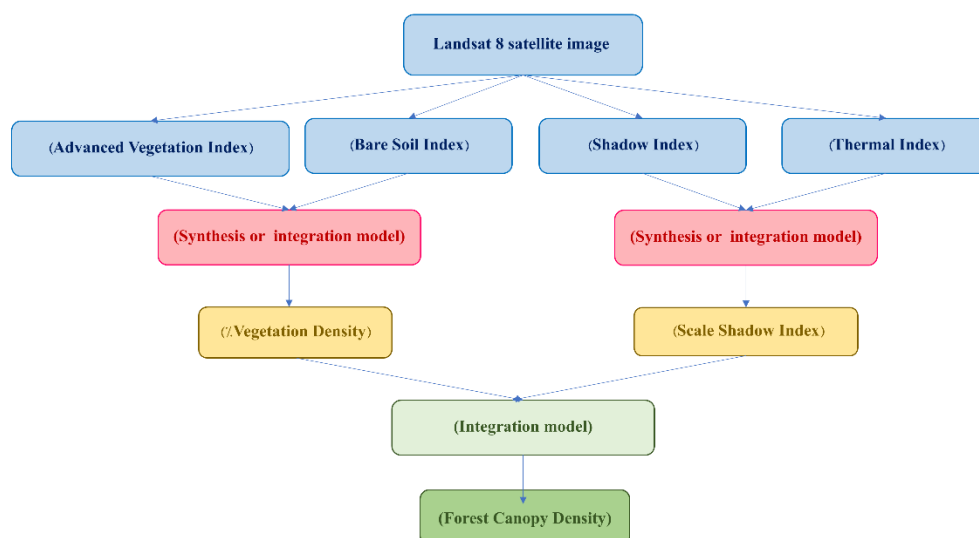 Landsat 8 satellite image
(Advanced Vegetation Index)
(Bare Soil Index)
(Shadow Index)
(Thermal Index)
(Synthesis or integration model)
(Synthesis or integration model)
(٪Vegetation Density)
(Scale Shadow Index)
(Integration model)
(Forest Canopy Density)